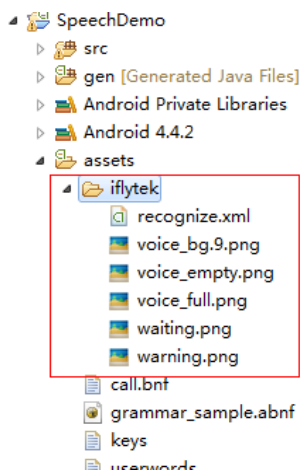 SpeechDemo
src
gen [Generated Java Files]
Android Private Libraries
Android 4.4.2
assets
iflytek
recognize.xml
voice_bg.9.png
voice_empty.png
voice_full.png
waiting.png
warning.png
call.bnf
grammar_sample.abnf
keys
userwords